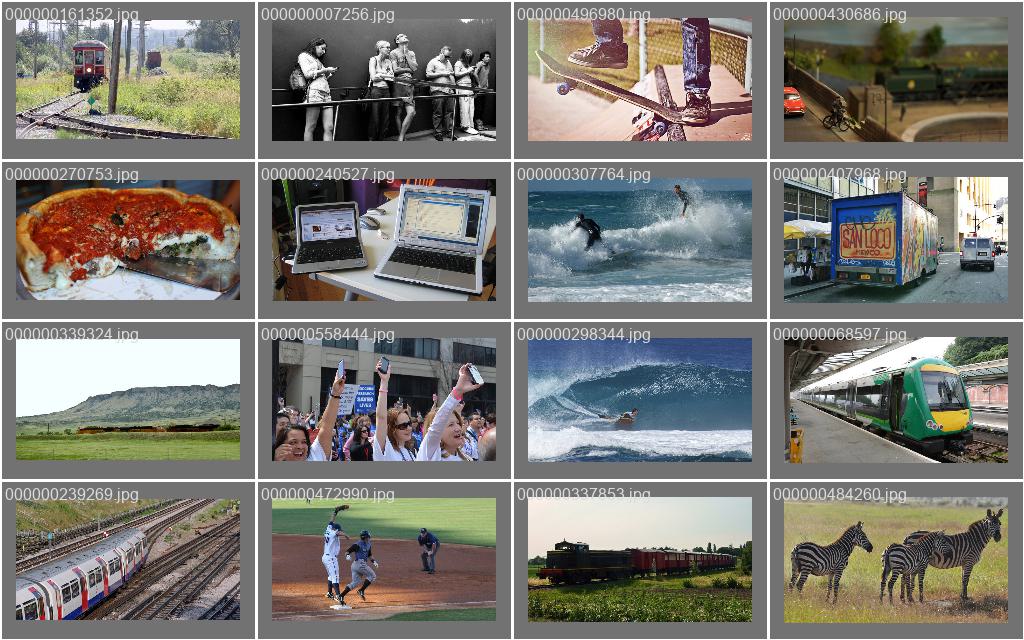 000000161352.jpg
000000007256.jpg
000000496980.jpg
000000430686.jpg
000000270753.jpg
000000240527.jpg
000000307764.jpg
000000407968.jpg
SAN LOCO
000000339324.jpg
000000558444.jpg
000000298344.jpg
000000068597.jpg
000000239269.jpg
000000472990.jpg
000000337853.jpg
000000484260.jpg